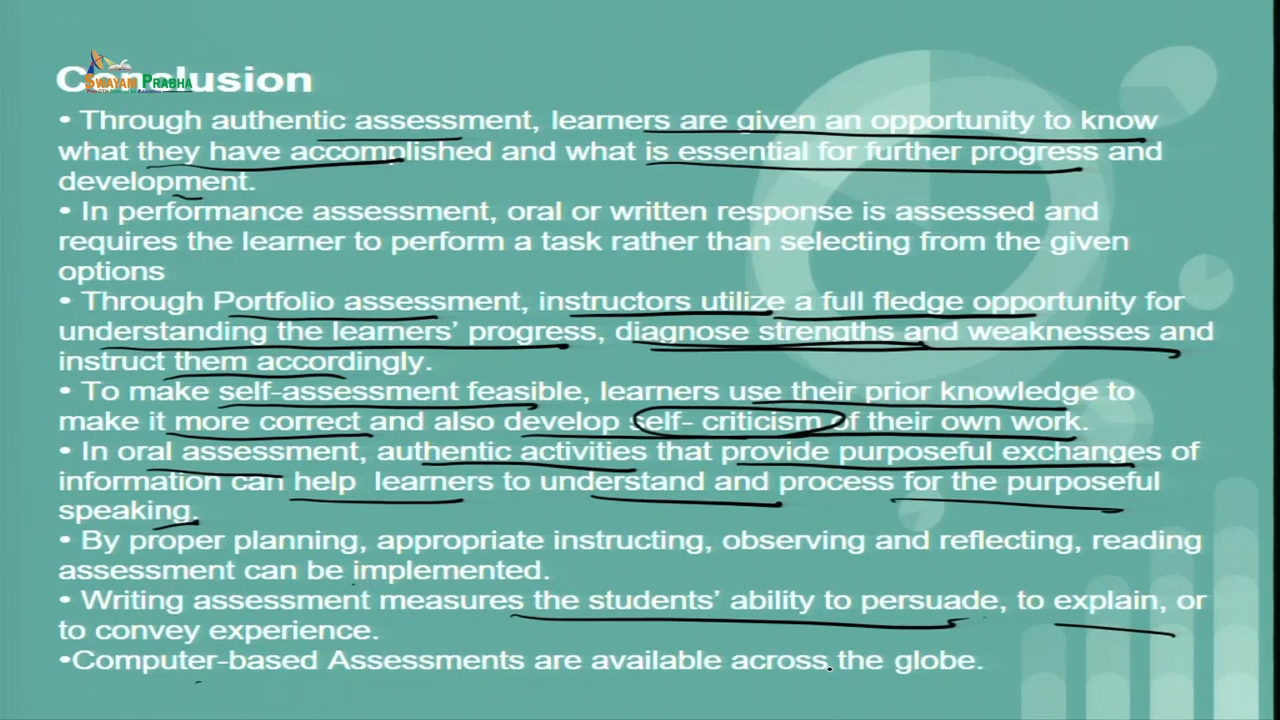 Conclusion
SWAYAM PRABHA
• Through authentic assessment, learners are given an opportunity to know
what they have accomplished and what is essential for further progress and
development.
• In performance assessment, oral or written response is assessed and
requires the learner to perform a task rather than selecting from the given
options
• Through Portfolio assessment, instructors utilize a full fledge opportunity for
understanding the learners’ progress, diagnose strengths and weaknesses and
instruct them accordingly.
• To make self-assessment feasible, learners use their prior knowledge to
make it more correct and also develop self- criticism of their own work.
• In oral assessment, authentic activities that provide purposeful exchanges of
information can help  learners to understand and process for the purposeful
speaking.
• By proper planning, appropriate instructing, observing and reflecting, reading
assessment can be implemented.
• Writing assessment measures the students’ ability to persuade, to explain, or
to convey experience.
•Computer-based Assessments are available across the globe.